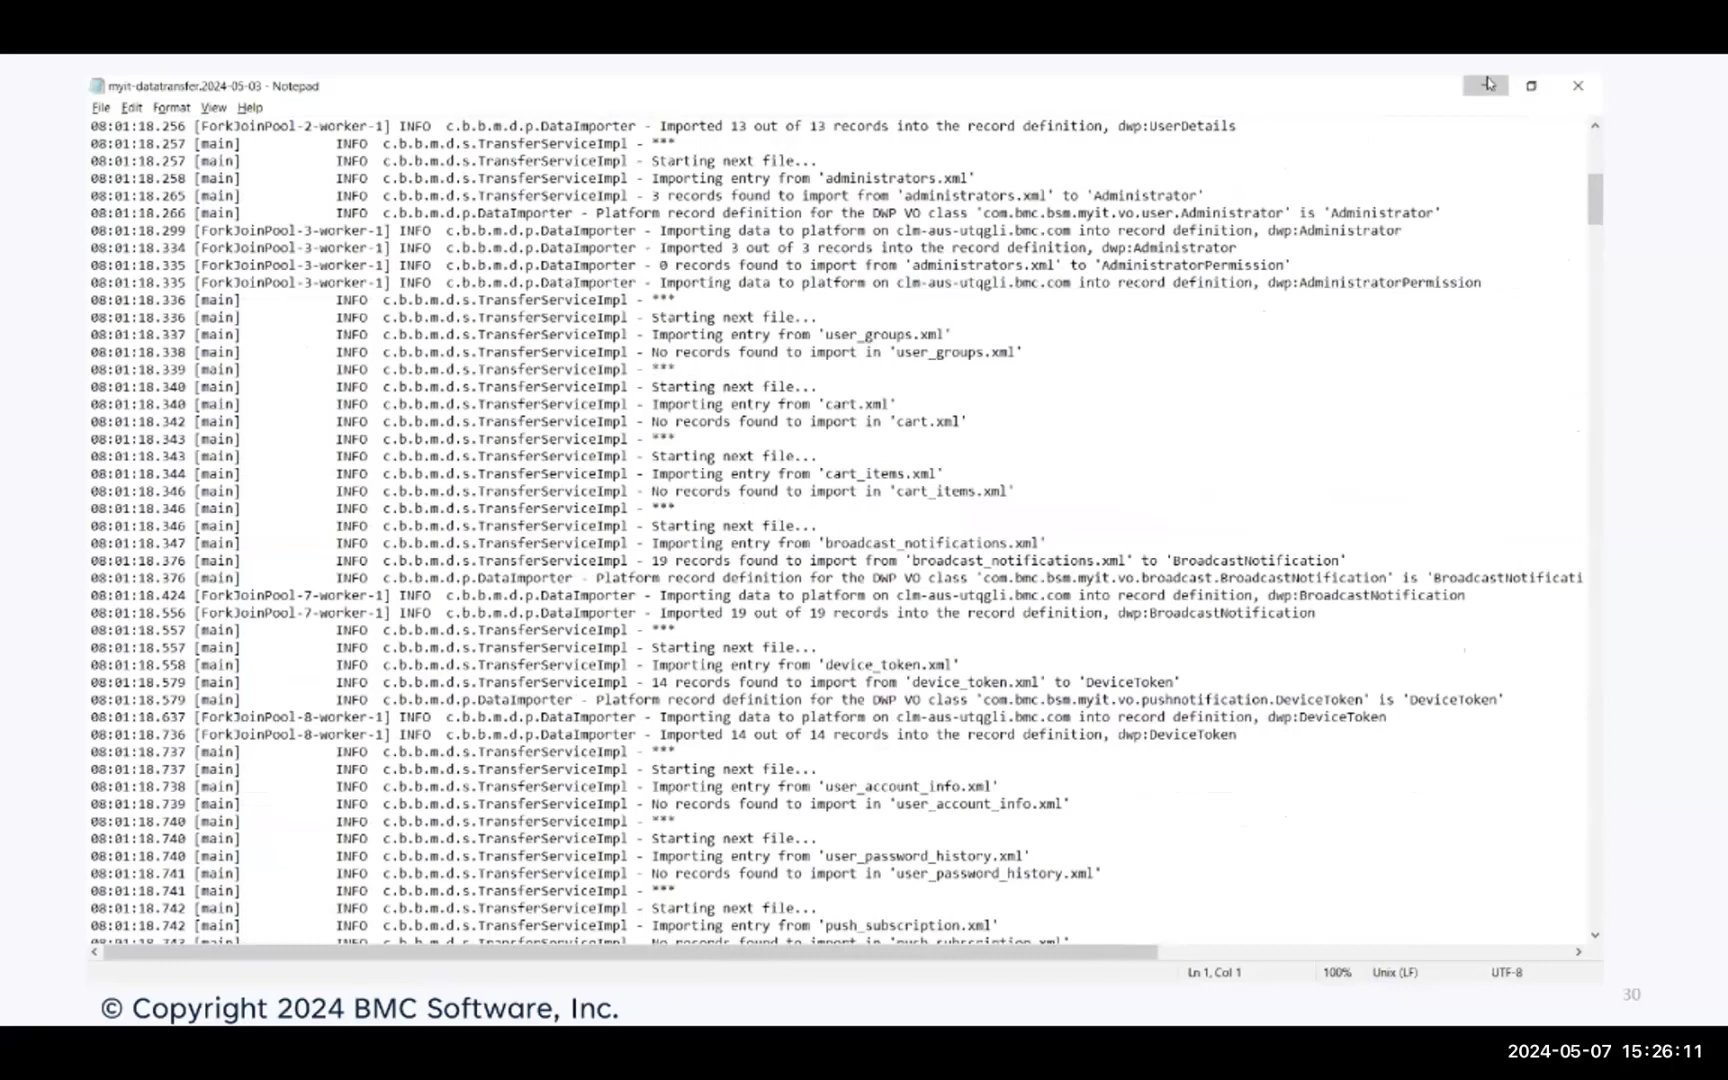 myit-datatransfer.2024-05-03 - Notepad
File Edit Format View Help
08:01:18.256 [ForkJoinPool-2-worker-1] INFO c.b.b.m.d.p.DataImporter - Imported 13 out of 13 records into the record definition, dwp:UserDetails
08:01:18.257 [main] INFO c.b.b.m.d.s.TransferServiceImpl - ***
08:01:18.257 [main] INFO c.b.b.m.d.s.TransferServiceImpl - Starting next file...
08:01:18.258 [main] INFO c.b.b.m.d.s.TransferServiceImpl - Importing entry from 'administrators.xml'
08:01:18.265 [main] INFO c.b.b.m.d.s.TransferServiceImpl - 3 records found to import from 'administrators.xml' to 'Administrator'
08:01:18.266 [main] INFO c.b.b.m.d.p.DataImporter - Platform record definition for the DWP VO class 'com.bmc.bsm.myit.vo.user.Administrator' is 'Administrator'
08:01:18.299 [ForkJoinPool-3-worker-1] INFO c.b.b.m.d.p.DataImporter - Importing data to platform on clm-aus-utqgli.bmc.com into record definition, dwp:Administrator
08:01:18.334 [ForkJoinPool-3-worker-1] INFO c.b.b.m.d.p.DataImporter - Imported 3 out of 3 records into the record definition, dwp:Administrator
08:01:18.335 [ForkJoinPool-3-worker-1] INFO c.b.b.m.d.p.DataImporter - 0 records found to import from 'administrators.xml' to 'AdministratorPermission'
08:01:18.335 [ForkJoinPool-3-worker-1] INFO c.b.b.m.d.p.DataImporter - Importing data to platform on clm-aus-utqgli.bmc.com into record definition, dwp:AdministratorPermission
08:01:18.336 [main] INFO c.b.b.m.d.s.TransferServiceImpl - ***
08:01:18.336 [main] INFO c.b.b.m.d.s.TransferServiceImpl - Starting next file...
08:01:18.337 [main] INFO c.b.b.m.d.s.TransferServiceImpl - Importing entry from 'user_groups.xml'
08:01:18.338 [main] INFO c.b.b.m.d.s.TransferServiceImpl - No records found to import in 'user_groups.xml'
08:01:18.339 [main] INFO c.b.b.m.d.s.TransferServiceImpl - ***
08:01:18.340 [main] INFO c.b.b.m.d.s.TransferServiceImpl - Starting next file...
08:01:18.340 [main] INFO c.b.b.m.d.s.TransferServiceImpl - Importing entry from 'cart.xml'
08:01:18.342 [main] INFO c.b.b.m.d.s.TransferServiceImpl - No records found to import in 'cart.xml'
08:01:18.343 [main] INFO c.b.b.m.d.s.TransferServiceImpl - ***
08:01:18.343 [main] INFO c.b.b.m.d.s.TransferServiceImpl - Starting next file...
08:01:18.344 [main] INFO c.b.b.m.d.s.TransferServiceImpl - Importing entry from 'cart_items.xml'
08:01:18.346 [main] INFO c.b.b.m.d.s.TransferServiceImpl - No records found to import in 'cart_items.xml'
08:01:18.346 [main] INFO c.b.b.m.d.s.TransferServiceImpl - ***
08:01:18.346 [main] INFO c.b.b.m.d.s.TransferServiceImpl - Starting next file...
08:01:18.347 [main] INFO c.b.b.m.d.s.TransferServiceImpl - Importing entry from 'broadcast_notifications.xml'
08:01:18.376 [main] INFO c.b.b.m.d.s.TransferServiceImpl - 19 records found to import from 'broadcast_notifications.xml' to 'BroadcastNotification'
08:01:18.376 [main] INFO c.b.b.m.d.p.DataImporter - Platform record definition for the DWP VO class 'com.bmc.bsm.myit.vo.broadcast.BroadcastNotification' is 'BroadcastNotificati
08:01:18.424 [ForkJoinPool-7-worker-1] INFO c.b.b.m.d.p.DataImporter - Importing data to platform on clm-aus-utqgli.bmc.com into record definition, dwp:BroadcastNotification
08:01:18.556 [ForkJoinPool-7-worker-1] INFO c.b.b.m.d.p.DataImporter - Imported 19 out of 19 records into the record definition, dwp:BroadcastNotification
08:01:18.557 [main] INFO c.b.b.m.d.s.TransferServiceImpl - ***
08:01:18.557 [main] INFO c.b.b.m.d.s.TransferServiceImpl - Starting next file...
08:01:18.558 [main] INFO c.b.b.m.d.s.TransferServiceImpl - Importing entry from 'device_token.xml'
08:01:18.579 [main] INFO c.b.b.m.d.s.TransferServiceImpl - 14 records found to import from 'device_token.xml' to 'DeviceToken'
08:01:18.579 [main] INFO c.b.b.m.d.p.DataImporter - Platform record definition for the DWP VO class 'com.bmc.bsm.myit.vo.pushnotification.DeviceToken' is 'DeviceToken'
08:01:18.637 [ForkJoinPool-8-worker-1] INFO c.b.b.m.d.p.DataImporter - Importing data to platform on clm-aus-utqgli.bmc.com into record definition, dwp:DeviceToken
08:01:18.736 [ForkJoinPool-8-worker-1] INFO c.b.b.m.d.p.DataImporter - Imported 14 out of 14 records into the record definition, dwp:DeviceToken
08:01:18.737 [main] INFO c.b.b.m.d.s.TransferServiceImpl - ***
08:01:18.737 [main] INFO c.b.b.m.d.s.TransferServiceImpl - Starting next file...
08:01:18.738 [main] INFO c.b.b.m.d.s.TransferServiceImpl - Importing entry from 'user_account_info.xml'
08:01:18.739 [main] INFO c.b.b.m.d.s.TransferServiceImpl - No records found to import in 'user_account_info.xml'
08:01:18.740 [main] INFO c.b.b.m.d.s.TransferServiceImpl - ***
08:01:18.740 [main] INFO c.b.b.m.d.s.TransferServiceImpl - Starting next file...
08:01:18.740 [main] INFO c.b.b.m.d.s.TransferServiceImpl - Importing entry from 'user_password_history.xml'
08:01:18.741 [main] INFO c.b.b.m.d.s.TransferServiceImpl - No records found to import in 'user_password_history.xml'
08:01:18.741 [main] INFO c.b.b.m.d.s.TransferServiceImpl - ***
08:01:18.742 [main] INFO c.b.b.m.d.s.TransferServiceImpl - Starting next file...
08:01:18.742 [main] INFO c.b.b.m.d.s.TransferServiceImpl - Importing entry from 'push_subscription.xml'
08:01:18.743 [main] INFO c.b.b.m.d.s.TransferServiceImpl - No records found to import in 'push_subscription.xml'
Ln 1, Col 1 100% Unix (LF) UTF-8
30
© Copyright 2024 BMC Software, Inc.
2024-05-07 15:26:11